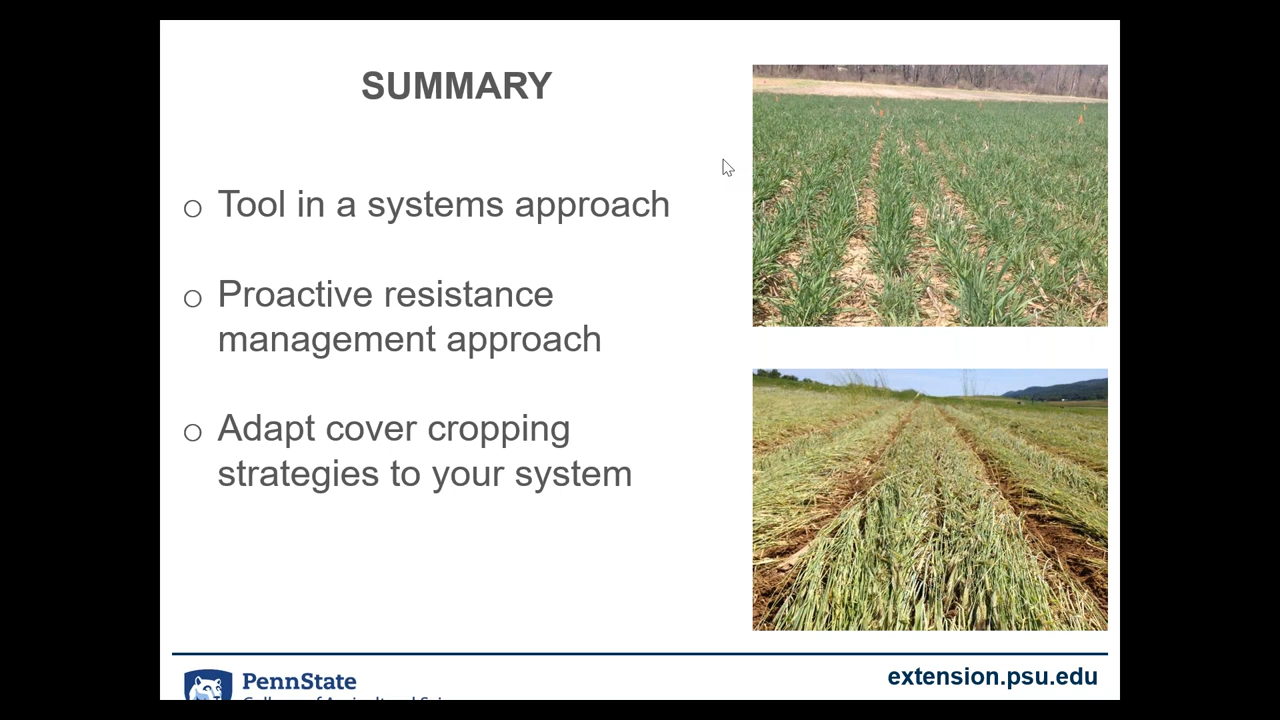 SUMMARY
o Tool in a systems approach
o Proactive resistance
management approach
o Adapt cover cropping
strategies to your system
PennState
extension.psu.edu